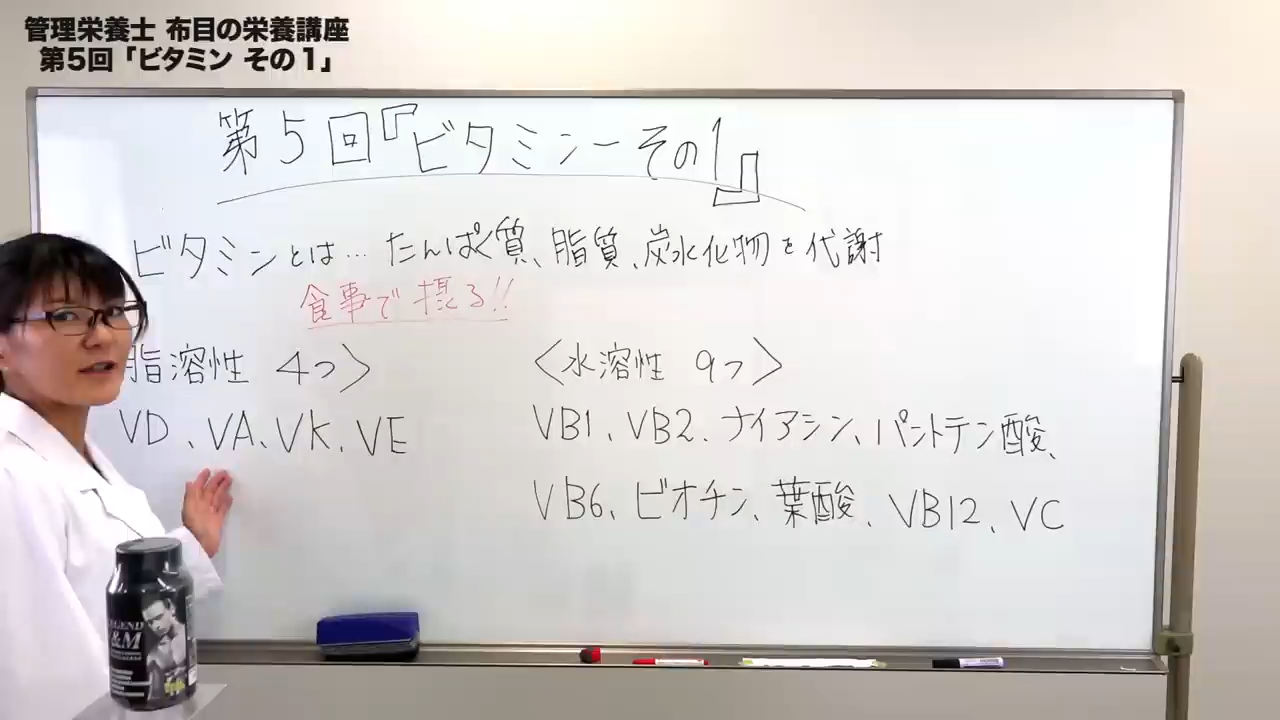 管理栄養士 布目の栄養講座
第5回「ビタミン その1」
第5回『ビタミンーその1』
ビタミンとは…たんぱく質、脂質、炭水化物を代謝
食事で摂る!!
脂溶性 4つ〉
VD、VA、VK、VE
〈水溶性 9つ〉
VB1、VB2、ナイアシン、パントテン酸、
VB6、ビオチン、葉酸、VB12、VC
&M